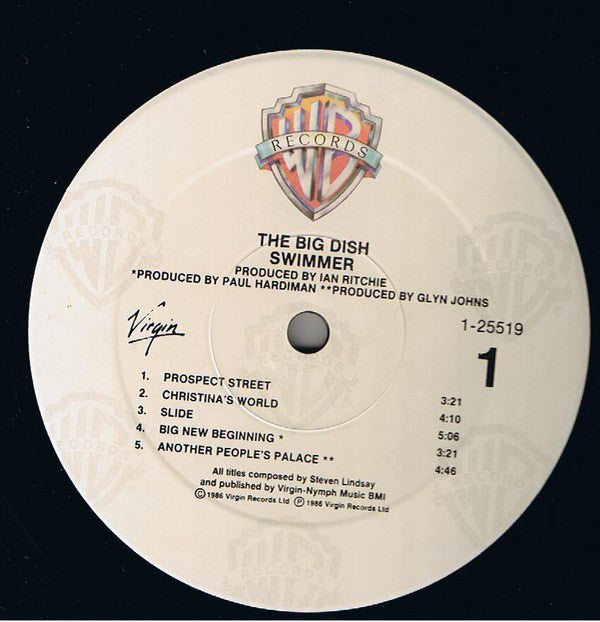 WB
RECORDS
THE BIG DISH
SWIMMER
PRODUCED BY IAN RITCHIE
*PRODUCED BY PAUL HARDIMAN **PRODUCED BY GLYN JOHNS
Virgin
1-25519
1
1. PROSPECT STREET 3:21
2. CHRISTINA'S WORLD 4:10
3. SLIDE 5:06
4. BIG NEW BEGINNING * 3:21
5. ANOTHER PEOPLE'S PALACE ** 4:46
All titles composed by Steven Lindsay
and published by Virgin-Nymph Music BMI
©1986 Virgin Records Ltd ℗1986 Virgin Records Ltd